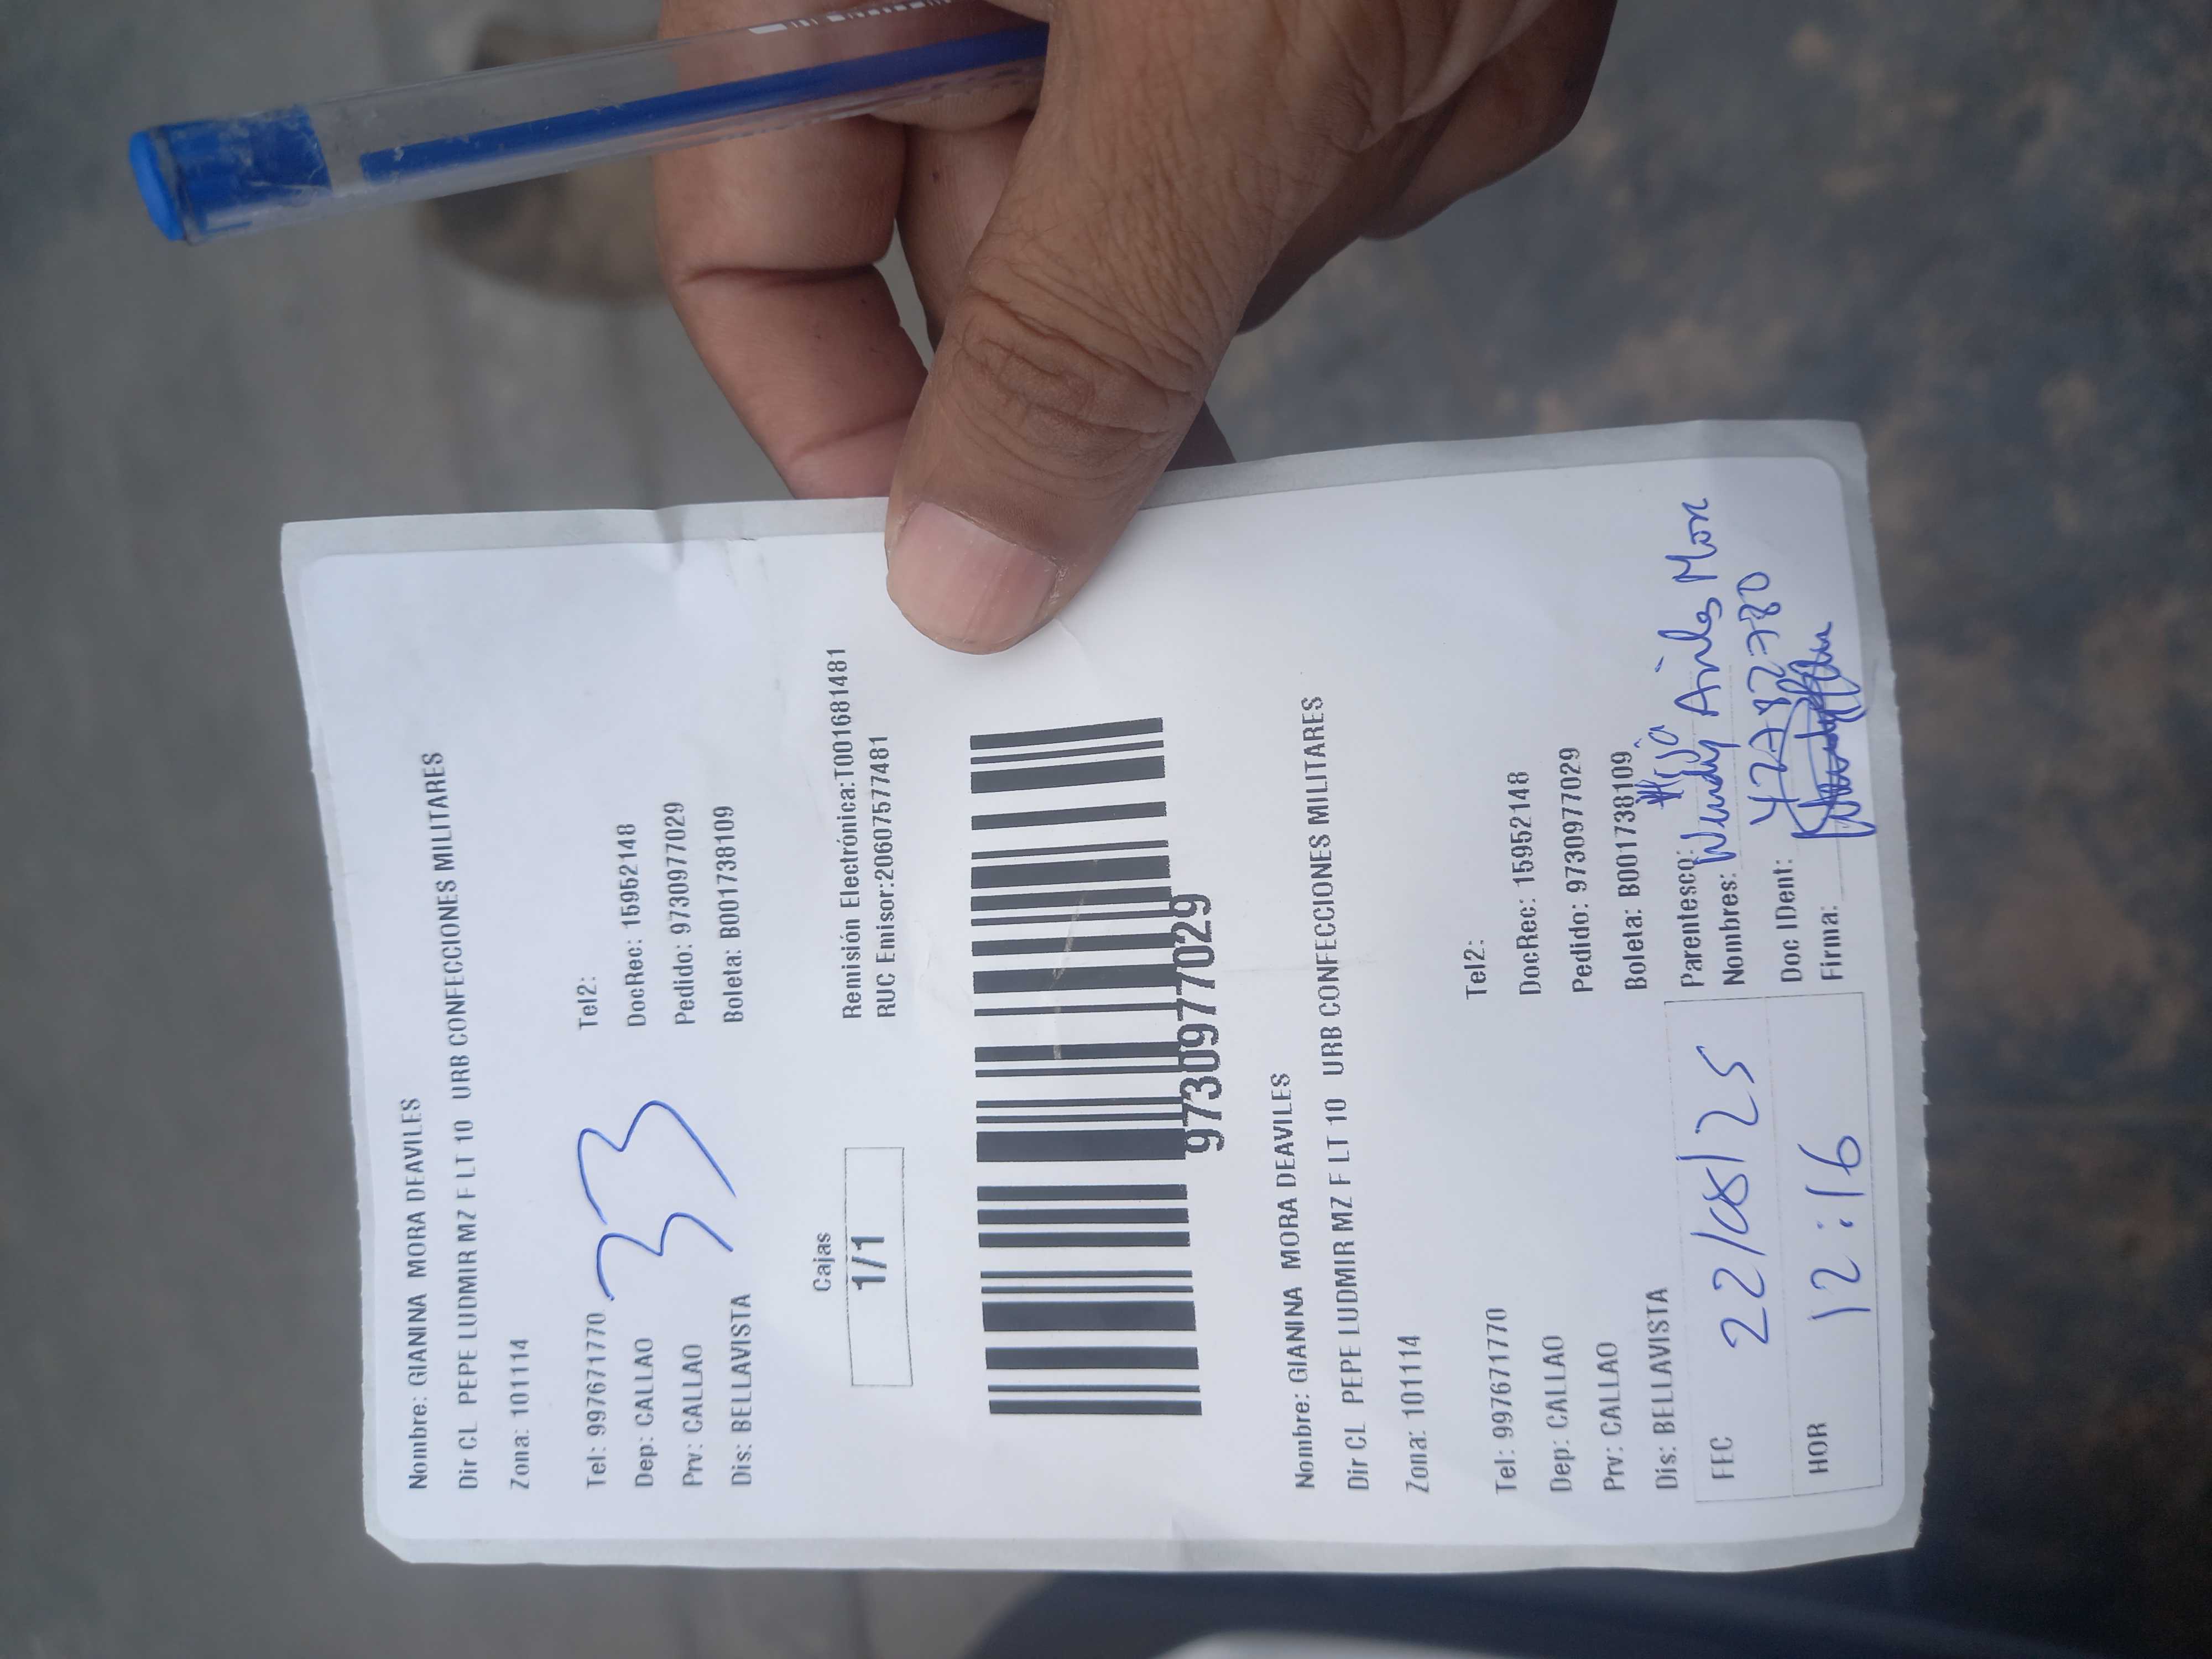 Nombre: GIANINA MORA DEAVILES
Dir CL PEPE LUDMIR MZ F LT 10 URB CONFECCIONES MILITARES
Zona: 101114
Tel: 997671770 Tel2:
Dep: CALLAO DocRec: 15952148
Prv: CALLAO Pedido: 9730977029
Dis: BELLAVISTA Boleta: B001738109
33
Cajas
1/1
Remisión Electrónica:T001681481
RUC Emisor:20607577481
9730977029
Nombre: GIANINA MORA DEAVILES
Dir CL PEPE LUDMIR MZ F LT 10 URB CONFECCIONES MILITARES
Zona: 101114
Tel: 997671770 Tel2:
Dep: CALLAO DocRec: 15952148
Prv: CALLAO Pedido: 9730977029
Dis: BELLAVISTA Boleta: B001738109
FEC 22/08/25
HOR 12:16
Parentesco: Hija
Nombres: Wendy Mora
Doc IDent: 42782780
Firma: